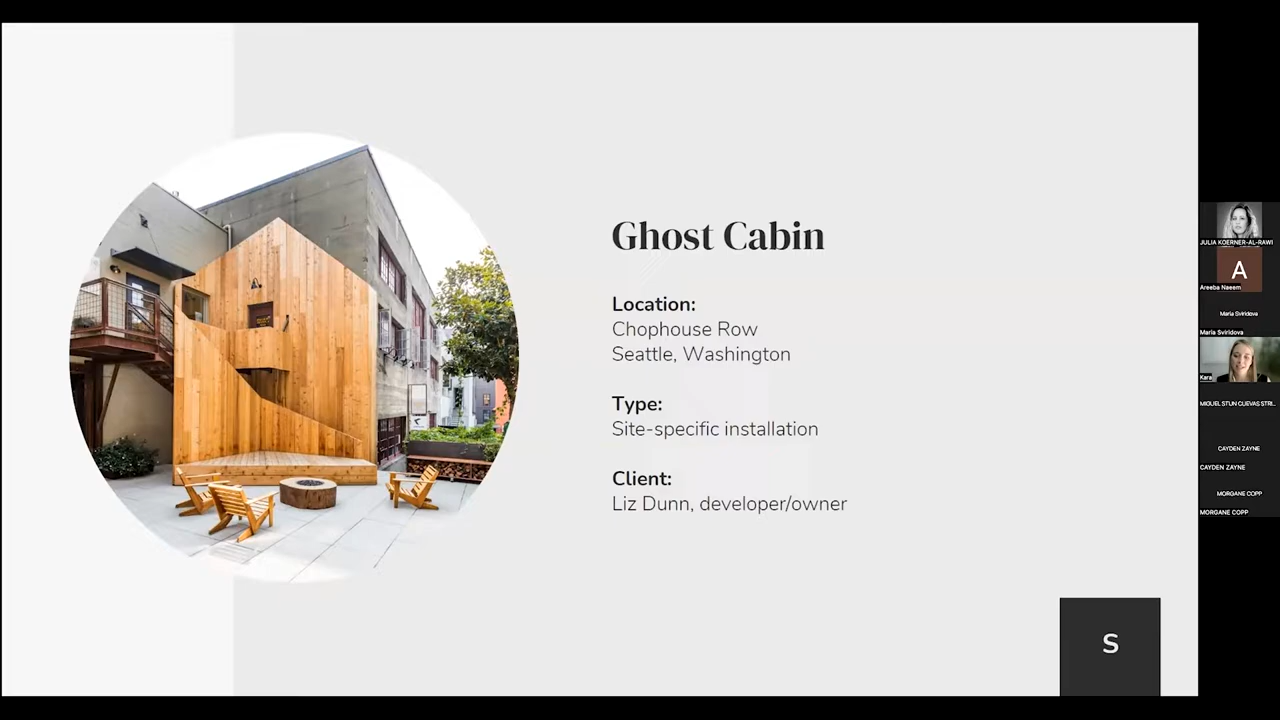 Ghost Cabin
Location:
Chophouse Row
Seattle, Washington
Type:
Site-specific installation
Client:
Liz Dunn, developer/owner
S
JULIA KOERNER-AL-RAWI
A
Areeba Naeem
Maria Sviridova
Maria Sviridova
Kara
MIGUEL STUN CUEVAS STRI...
CAYDEN ZAYNE
CAYDEN ZAYNE
MORGANE COPP
MORGANE COPP